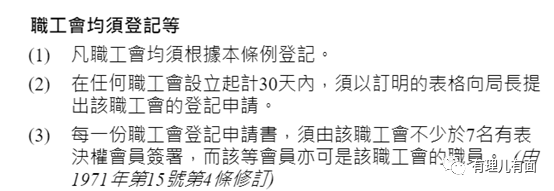 職工會均須登記等
(1) 凡職工會均須根據本條例登記。
(2) 在任何職工會設立起計30天內，須以訂明的表格向局長提
出該職工會的登記申請。
(3) 每一份職工會登記申請書，須由該職工會不少於7名有表
決權會員簽署，而該等會員亦可是該職工會的職員。 (由
1971年第15號第4條修訂)
有理儿有面